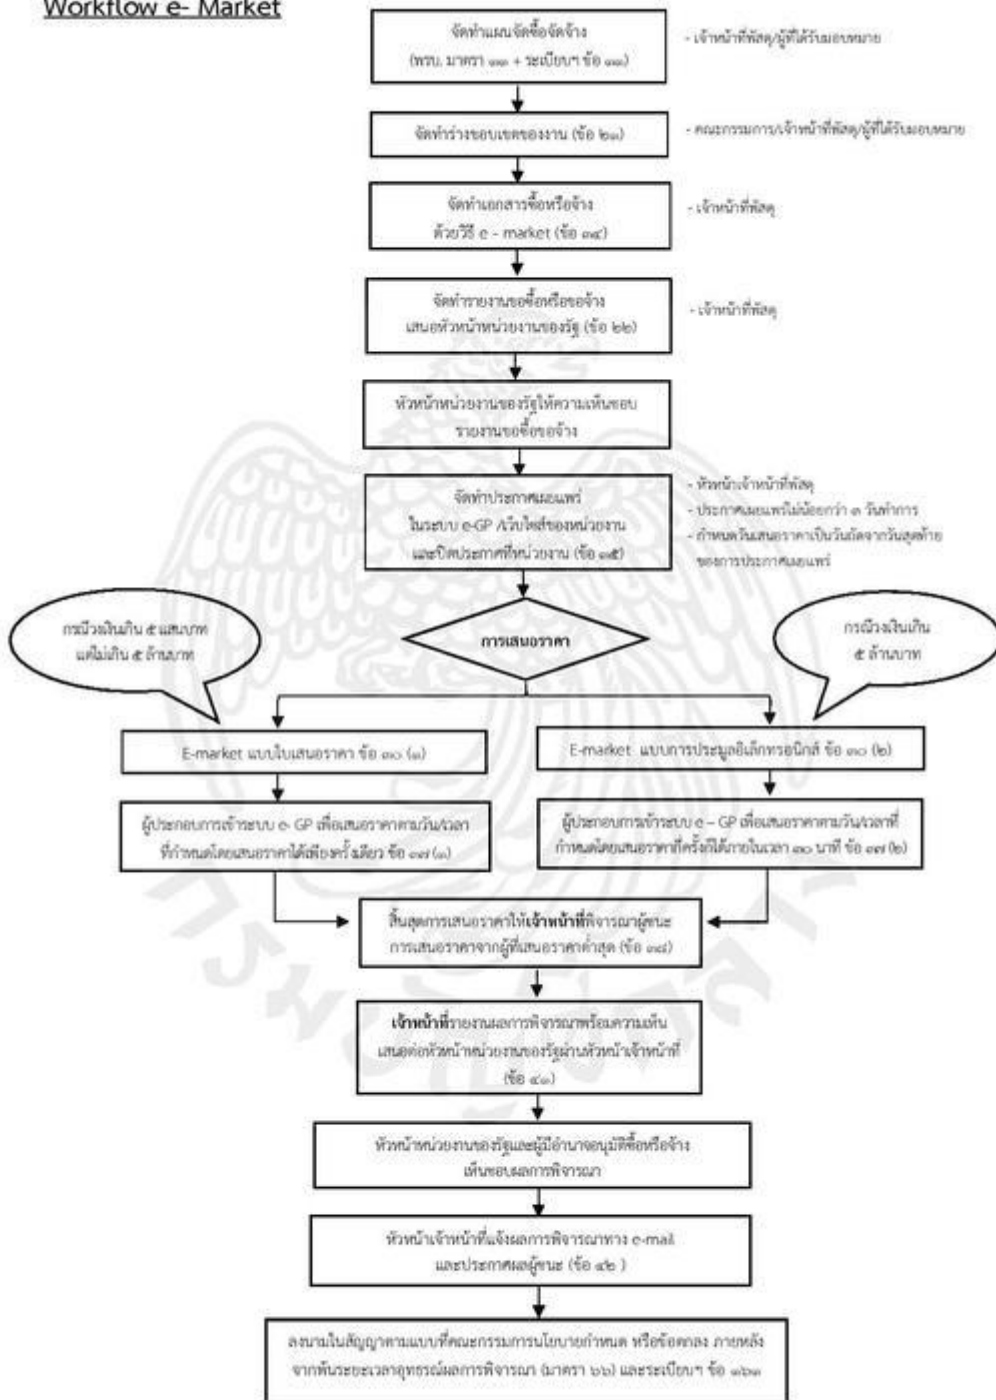 Workflow e- Market
จัดทำแผนจัดซื้อจัดจ้าง
(พรบ. มาตรา ๑๑ + ระเบียบฯ ข้อ ๑๑)
- เจ้าหน้าที่พัสดุ/ผู้ที่ได้รับมอบหมาย
จัดทำร่างขอบเขตของงาน (ข้อ ๒๑)
- คณะกรรมการ/เจ้าหน้าที่พัสดุ/ผู้ที่ได้รับมอบหมาย
จัดทำเอกสารซื้อหรือจ้าง
ด้วยวิธี e - market (ข้อ ๓๔)
- เจ้าหน้าที่พัสดุ
จัดทำรายงานขอซื้อหรือขอจ้าง
เสนอหัวหน้าหน่วยงานของรัฐ (ข้อ ๒๒)
- เจ้าหน้าที่พัสดุ
หัวหน้าหน่วยงานของรัฐให้ความเห็นชอบ
รายงานขอซื้อขอจ้าง
จัดทำประกาศเผยแพร่
ในระบบ e-GP /เว็บไซส์ของหน่วยงาน
และปิดประกาศที่หน่วยงาน (ข้อ ๓๕)
- หัวหน้าเจ้าหน้าที่พัสดุ
- ประกาศเผยแพร่ไม่น้อยกว่า ๓ วันทำการ
- กำหนดวันเสนอราคาเป็นวันถัดจากวันสุดท้าย
ของการประกาศเผยแพร่
กรณีวงเงินเกิน ๕ แสนบาท
แต่ไม่เกิน ๕ ล้านบาท
การเสนอราคา
กรณีวงเงินเกิน
๕ ล้านบาท
E-market แบบใบเสนอราคา ข้อ ๓๐ (๑)
E-market แบบการประมูลอิเล็กทรอนิกส์ ข้อ ๓๐ (๒)
ผู้ประกอบการเข้าระบบ e- GP เพื่อเสนอราคาตามวัน/เวลา
ที่กำหนดโดยเสนอราคาได้เพียงครั้งเดียว ข้อ ๓๗ (๑)
ผู้ประกอบการเข้าระบบ e – GP เพื่อเสนอราคาตามวัน/เวลาที่
กำหนดโดยเสนอราคากี่ครั้งก็ได้ภายในเวลา ๓๐ นาที ข้อ ๓๗ (๒)
สิ้นสุดการเสนอราคาให้เจ้าหน้าที่พิจารณาผู้ชนะ
การเสนอราคาจากผู้ที่เสนอราคาต่ำสุด (ข้อ ๓๘)
เจ้าหน้าที่รายงานผลการพิจารณาพร้อมความเห็น
เสนอต่อหัวหน้าหน่วยงานของรัฐผ่านหัวหน้าเจ้าหน้าที่
(ข้อ ๔๑)
หัวหน้าหน่วยงานของรัฐและผู้มีอำนาจอนุมัติซื้อหรือจ้าง
เห็นชอบผลการพิจารณา
หัวหน้าเจ้าหน้าที่แจ้งผลการพิจารณาทาง e-mail
และประกาศผลผู้ชนะ (ข้อ ๔๒ )
ลงนามในสัญญาตามแบบที่คณะกรรมการนโยบายกำหนด หรือข้อตกลง ภายหลัง
จากพ้นระยะเวลาอุทธรณ์ผลการพิจารณา (มาตรา ๖๖) และระเบียบฯ ข้อ ๑๖๑
กรมปศุสัตว์